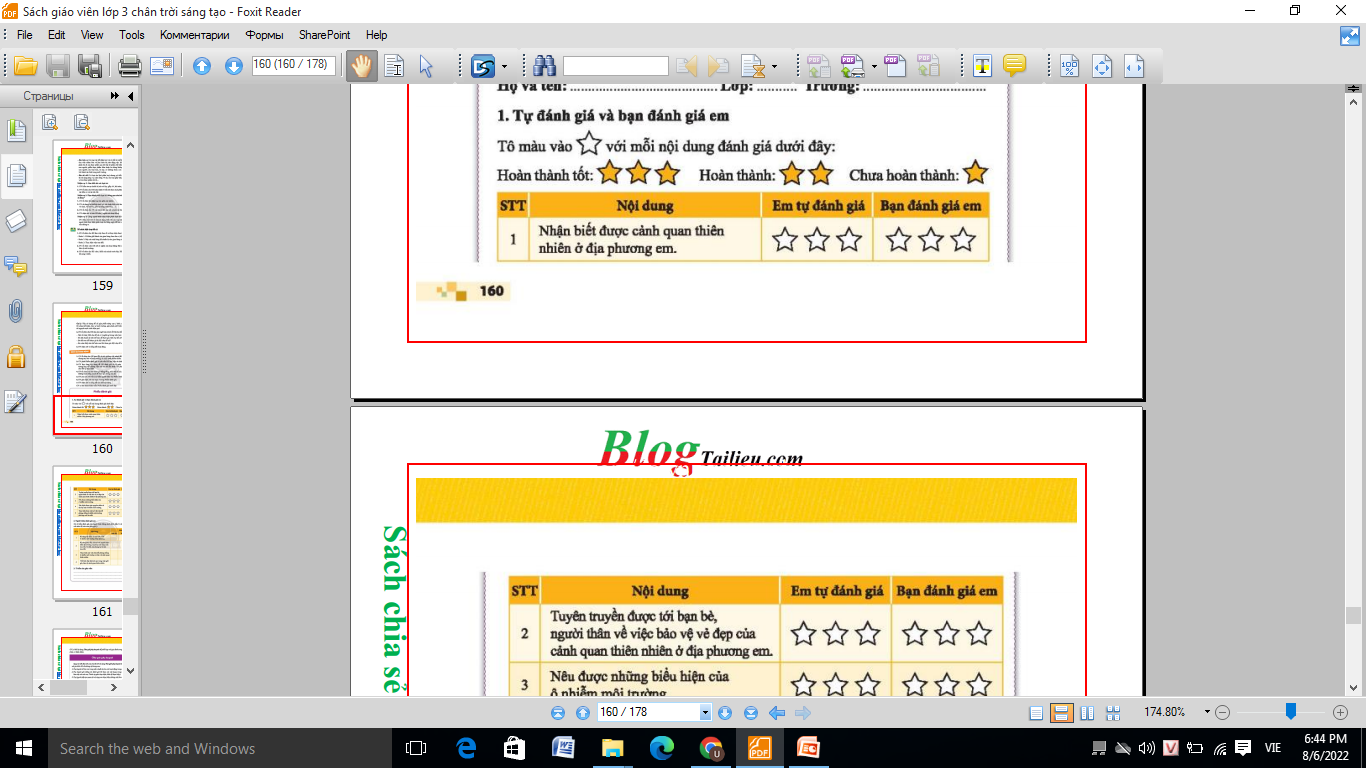 Sách giáo viên lớp 3 chân trời sáng tạo - Foxit Reader
File Edit View Tools Комментарии Формы SharePoint Help
160 (160 / 178)
Страницы
159
160
161
Họ và tên: Lớp: Trường:
1. Tự đánh giá và bạn đánh giá em
Tô màu vào với mỗi nội dung đánh giá dưới đây:
Hoàn thành tốt: Hoàn thành: Chưa hoàn thành:
STT Nội dung Em tự đánh giá Bạn đánh giá em
1 Nhận biết được cảnh quan thiên
nhiên ở địa phương em.
160
Blog Tailieu.com
Sách chia sẻ
STT Nội dung Em tự đánh giá Bạn đánh giá em
Tuyên truyền được tới bạn bè,
2 người thân về việc bảo vệ vẻ đẹp của
cảnh quan thiên nhiên ở địa phương em.
3 Nêu được những biểu hiện của
ô nhiễm môi trường
160 / 178
174.80%
Search the web and Windows
VIE
6:44 PM
8/6/2022